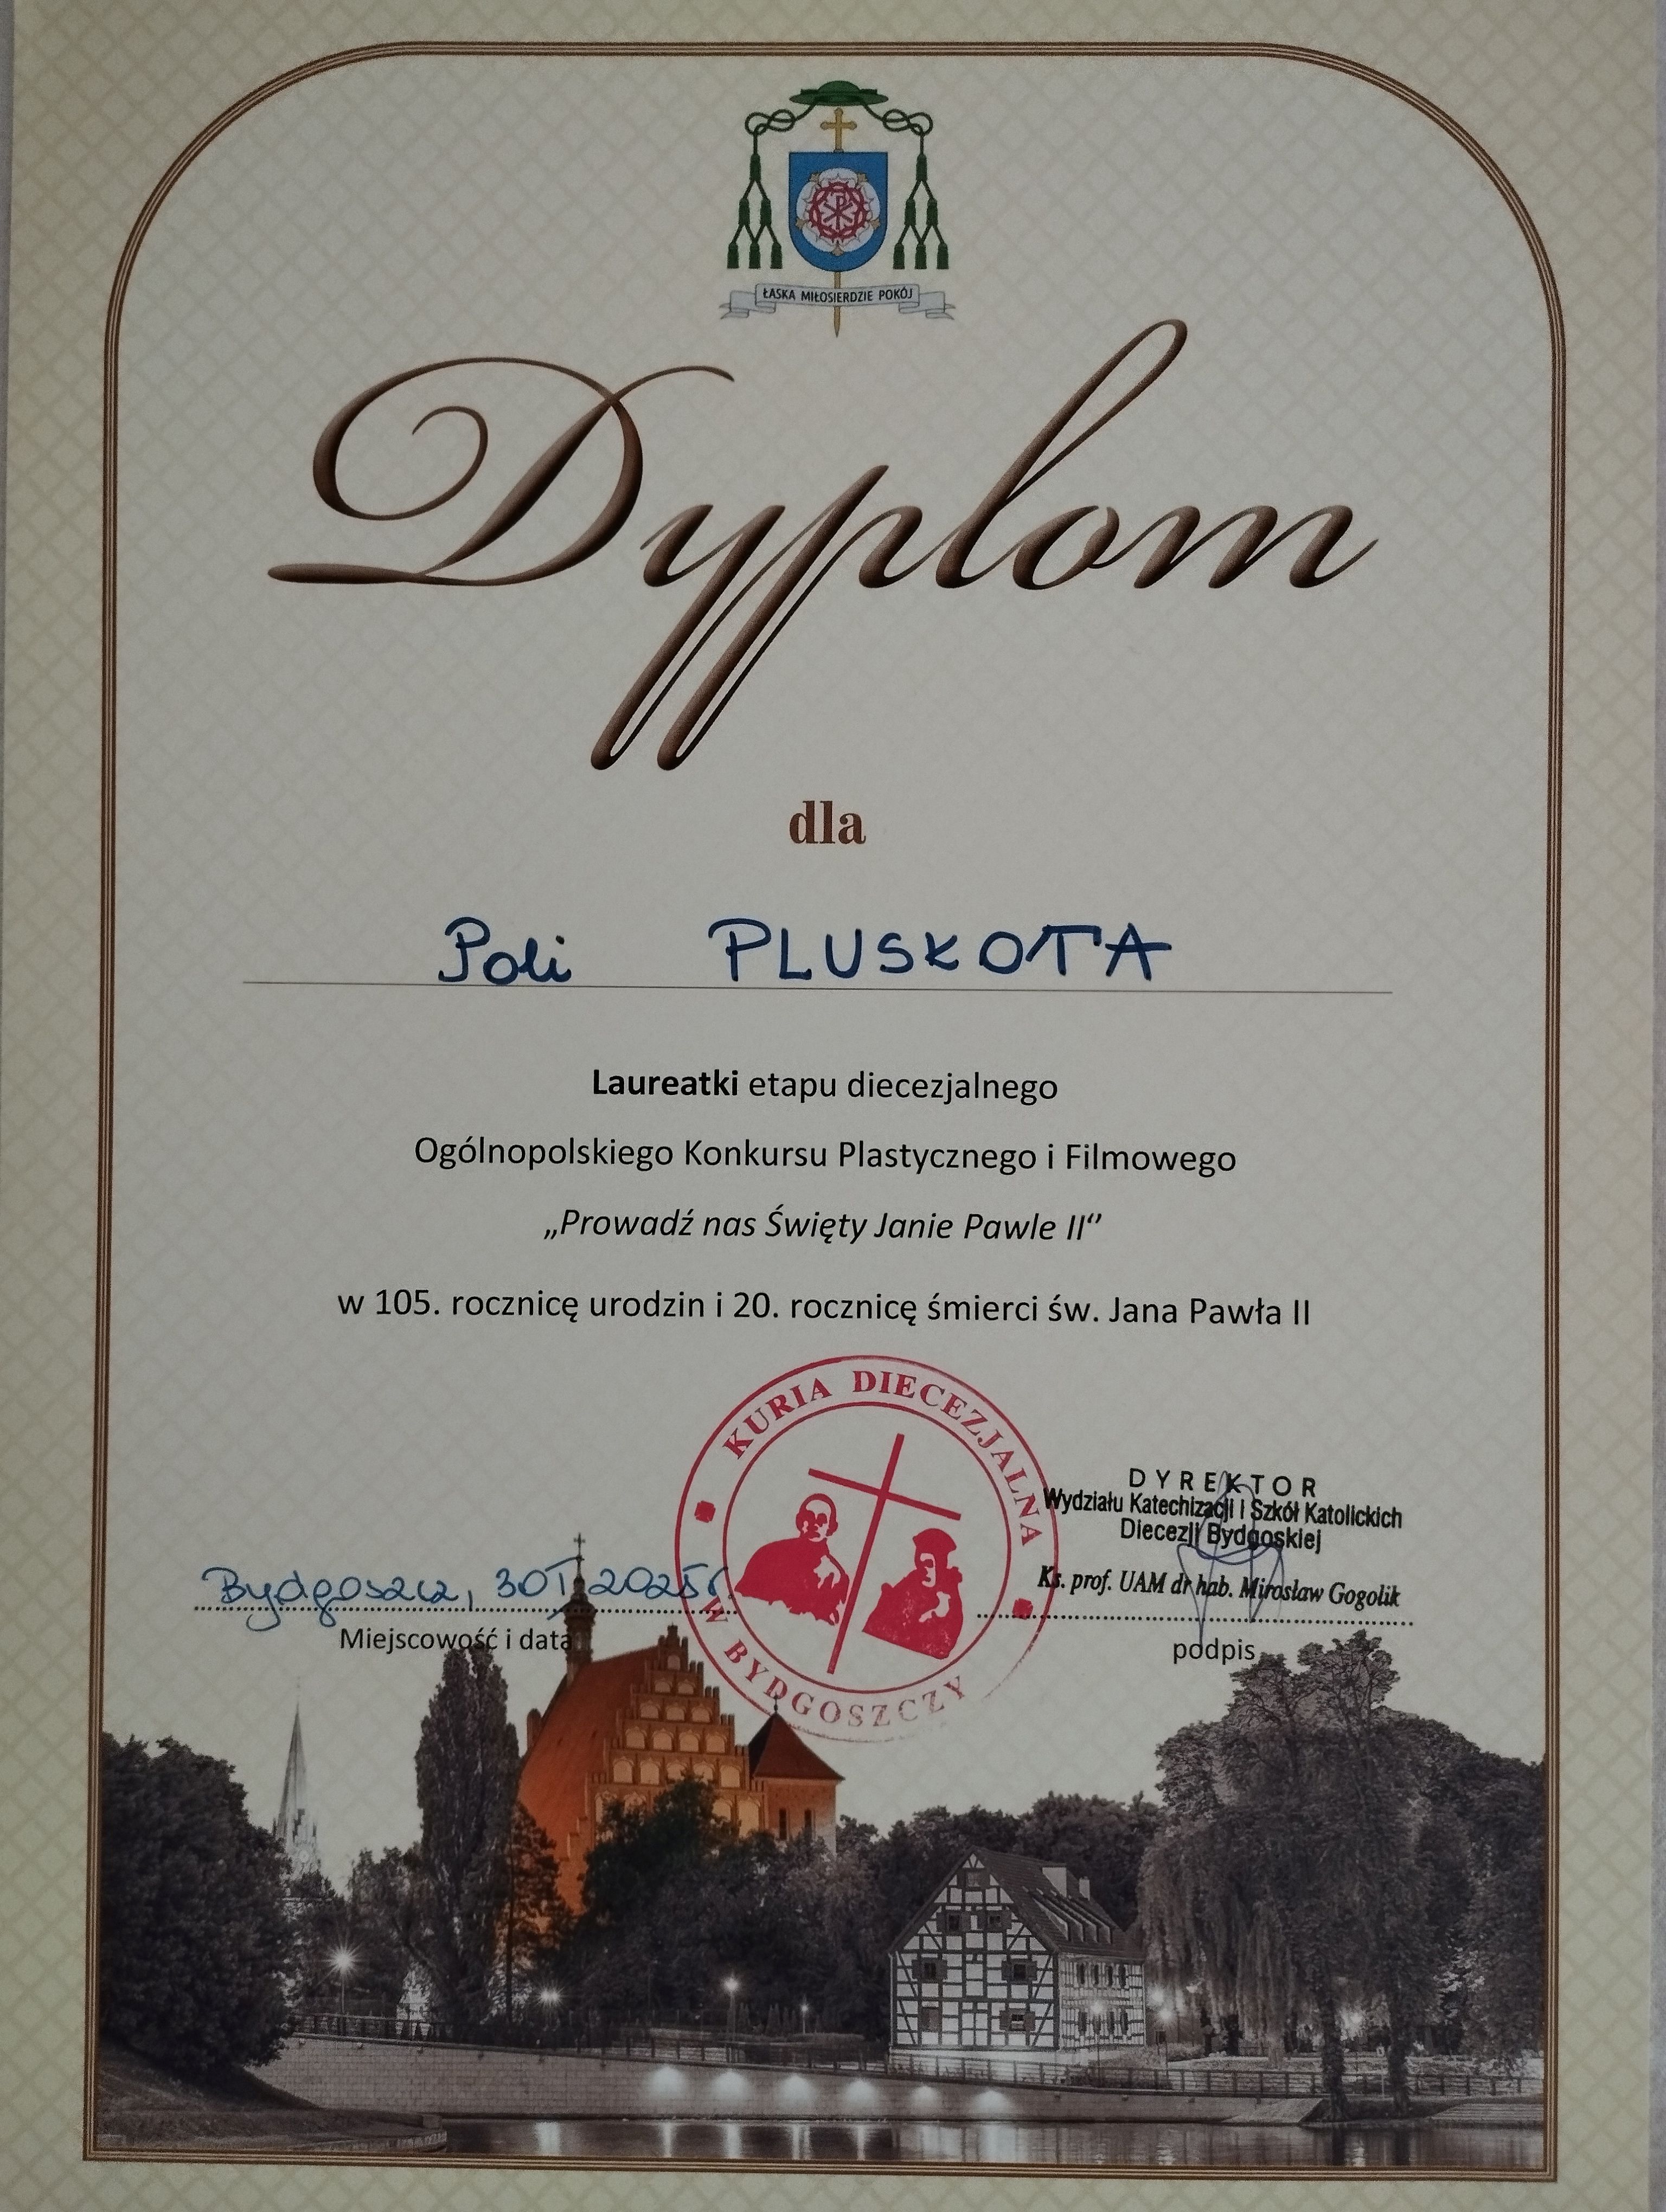 ŁASKA MIŁOSIERDZIE POKÓJ
Dyplom
dla
Poli PLUSKOTA
Laureatki etapu diecezjalnego
Ogólnopolskiego Konkursu Plastycznego i Filmowego
„Prowadź nas Święty Janie Pawle II”
w 105. rocznicę urodzin i 20. rocznicę śmierci św. Jana Pawła II
KURIA DIECEZJALNA
W BYDGOSZCZY
DYREKTOR
Wydziału Katechizacji i Szkół Katolickich
Diecezji Bydgoskiej
Ks. prof. UAM dr hab. Mirosław Gogolik
Bydgoszcz, 30 I 2025r.
Miejscowość i data
podpis